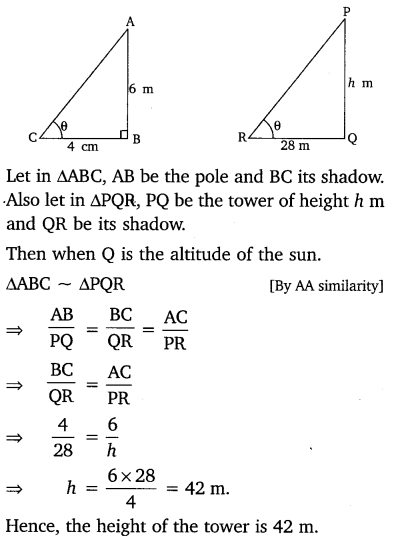 A
6 m
C θ B
4 cm
P
h m
R θ Q
28 m
Let in ΔABC, AB be the pole and BC its shadow.
Also let in ΔPQR, PQ be the tower of height h m
and QR be its shadow.
Then when Q is the altitude of the sun.
ΔABC ~ ΔPQR [By AA similarity]
⇒ AB/PQ = BC/QR = AC/PR
⇒ BC/QR = AC/PR
⇒ 4/28 = 6/h
⇒ h = 6×28/4 = 42 m.
Hence, the height of the tower is 42 m.